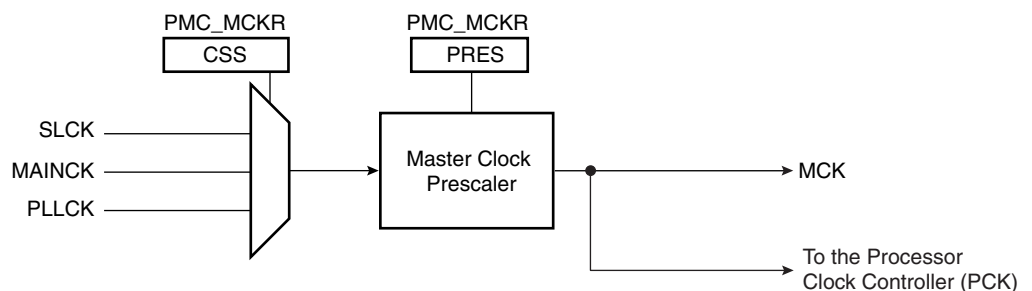 PMC_MCKR
PMC_MCKR
CSS
PRES
SLCK
MAINCK
PLLCK
Master Clock
Prescaler
MCK
To the Processor
Clock Controller (PCK)